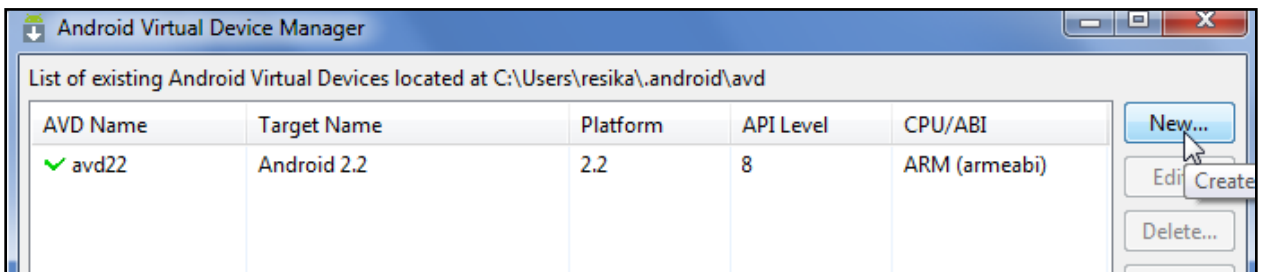 Android Virtual Device Manager
List of existing Android Virtual Devices located at C:\Users\resika\.android\avd
AVD Name Target Name Platform API Level CPU/ABI New...
avd22 Android 2.2 2.2 8 ARM (armeabi)
Edi Create
Delete...